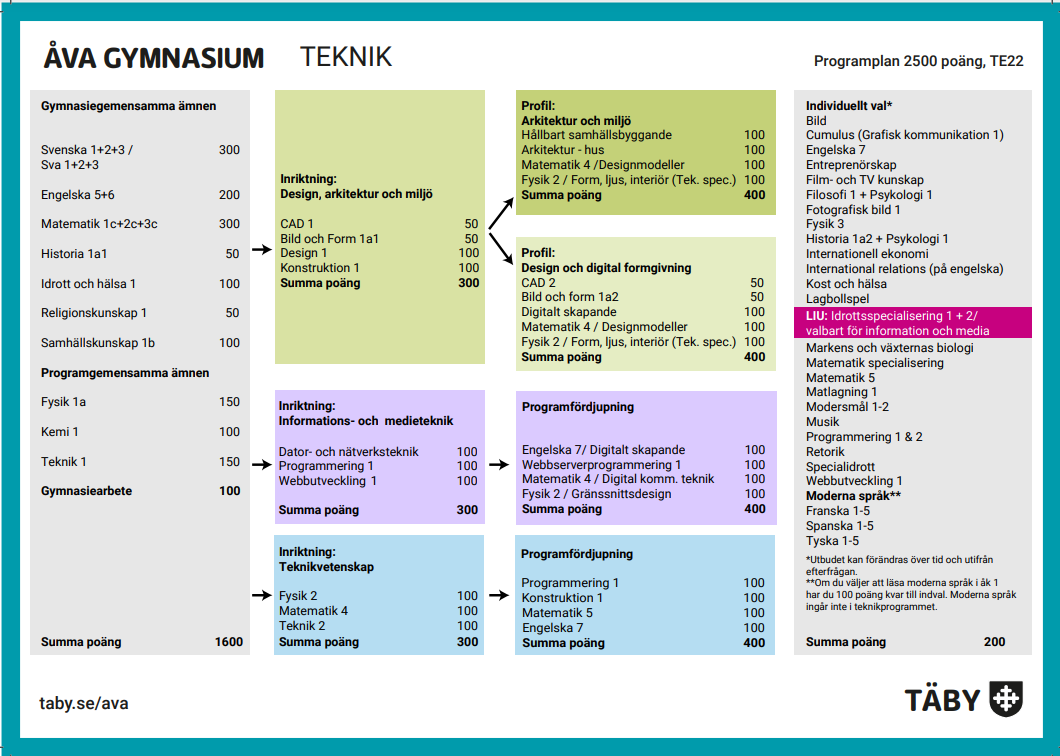 ÅVA GYMNASIUM TEKNIK
Programplan 2500 poäng, TE22
Gymnasiegemensamma ämnen
Svenska 1+2+3 / 300
Sva 1+2+3
Engelska 5+6 200
Matematik 1c+2c+3c 300
Historia 1a1 50
Idrott och hälsa 1 100
Religionskunskap 1 50
Samhällskunskap 1b 100
Programgemensamma ämnen
Fysik 1a 150
Kemi 1 100
Teknik 1 150
Gymnasiearbete 100
Summa poäng 1600
Inriktning:
Design, arkitektur och miljö
CAD 1 50
Bild och Form 1a1 50
Design 1 100
Konstruktion 1 100
Summa poäng 300
Profil:
Arkitektur och miljö
Hållbart samhällsbyggande 100
Arkitektur - hus 100
Matematik 4 /Designmodeller 100
Fysik 2 / Form, ljus, interiör (Tek. spec.) 100
Summa poäng 400
Profil:
Design och digital formgivning
CAD 2 50
Bild och form 1a2 50
Digitalt skapande 100
Matematik 4 / Designmodeller 100
Fysik 2 / Form, ljus, interiör (Tek. spec.) 100
Summa poäng 400
Inriktning:
Informations- och medieteknik
Dator- och nätverksteknik 100
Programmering 1 100
Webbutveckling 1 100
Summa poäng 300
Programfördjupning
Engelska 7/ Digitalt skapande 100
Webbserverprogrammering 1 100
Matematik 4 / Digital komm. teknik 100
Fysik 2 / Gränssnittsdesign 100
Summa poäng 400
Inriktning:
Teknikvetenskap
Fysik 2 100
Matematik 4 100
Teknik 2 100
Summa poäng 300
Programfördjupning
Programmering 1 100
Konstruktion 1 100
Matematik 5 100
Engelska 7 100
Summa poäng 400
Individuellt val*
Bild
Cumulus (Grafisk kommunikation 1)
Engelska 7
Entreprenörskap
Film- och TV kunskap
Filosofi 1 + Psykologi 1
Fotografisk bild 1
Fysik 3
Historia 1a2 + Psykologi 1
Internationell ekonomi
International relations (på engelska)
Kost och hälsa
Lagbollspel
LIU: Idrottsspecialisering 1 + 2/
valbart för information och media
Markens och växternas biologi
Matematik specialisering
Matematik 5
Matlagning 1
Modersmål 1-2
Musik
Programmering 1 & 2
Retorik
Specialidrott
Webbutveckling 1
Moderna språk**
Franska 1-5
Spanska 1-5
Tyska 1-5
*Utbudet kan förändras över tid och utifrån
efterfrågan.
**Om du väljer att läsa moderna språk i åk 1
har du 100 poäng kvar till indval. Moderna språk
ingår inte i teknikprogrammet.
Summa poäng 200
taby.se/ava
TÄBY